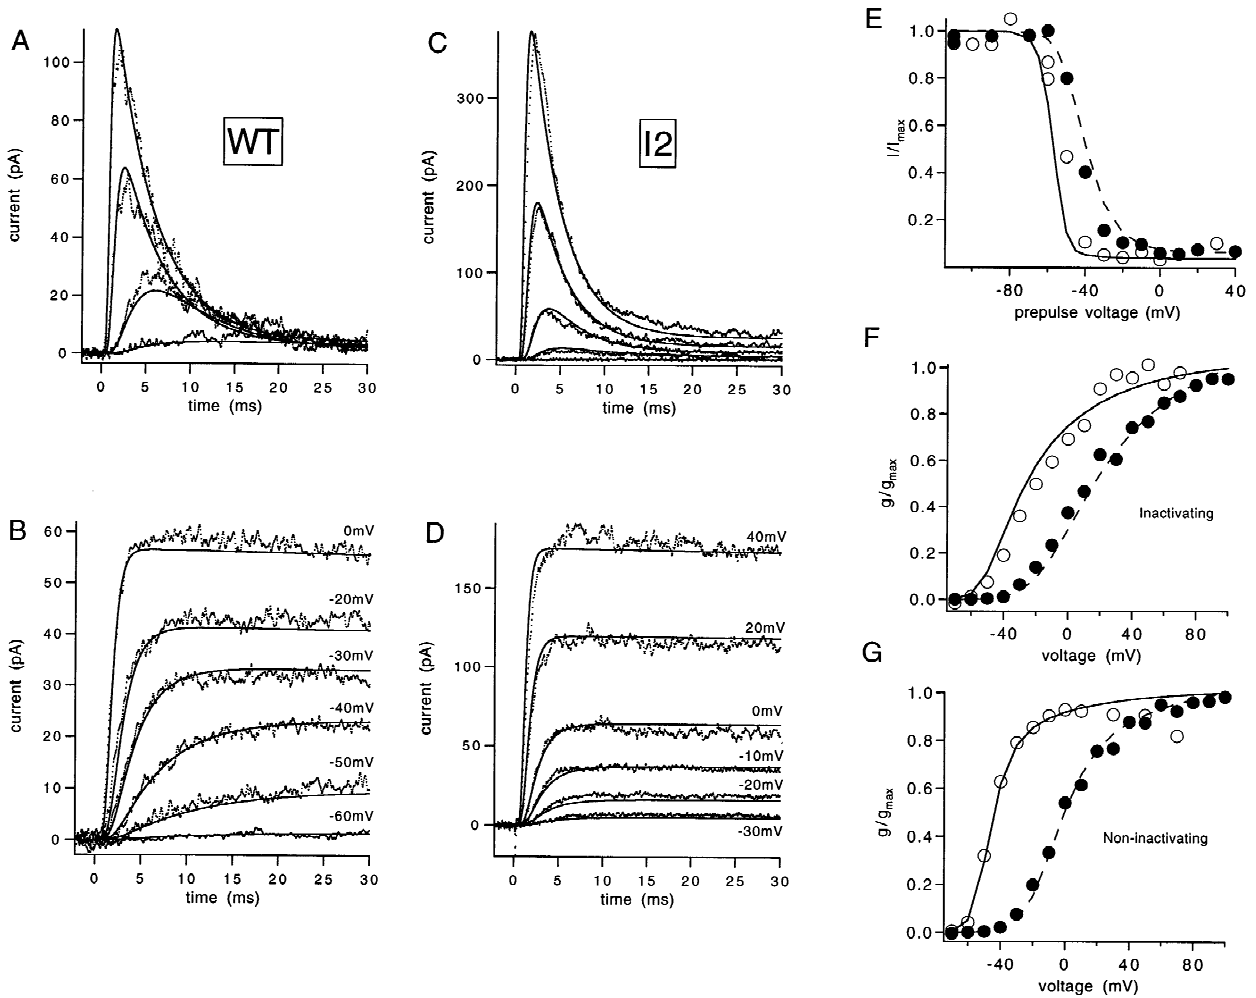 A
WT
current (pA)
100
80
60
40
20
0
0 5 10 15 20 25 30
time (ms)
B
current (pA)
60
50
40
30
20
10
0
0mV
-20mV
-30mV
-40mV
-50mV
-60mV
0 5 10 15 20 25 30
time (ms)
C
I2
current (pA)
300
200
100
0
0 5 10 15 20 25 30
time (ms)
D
current (pA)
150
100
50
0
40mV
20mV
0mV
-10mV
-20mV
-30mV
0 5 10 15 20 25 30
time (ms)
E
I/Imax
1.0
0.8
0.6
0.4
0.2
-80 -40 0 40
prepulse voltage (mV)
F
g/gmax
1.0
0.8
0.6
0.4
0.2
0.0
Inactivating
-40 0 40 80
voltage (mV)
G
g/gmax
1.0
0.8
0.6
0.4
0.2
0.0
Non-inactivating
-40 0 40 80
voltage (mV)